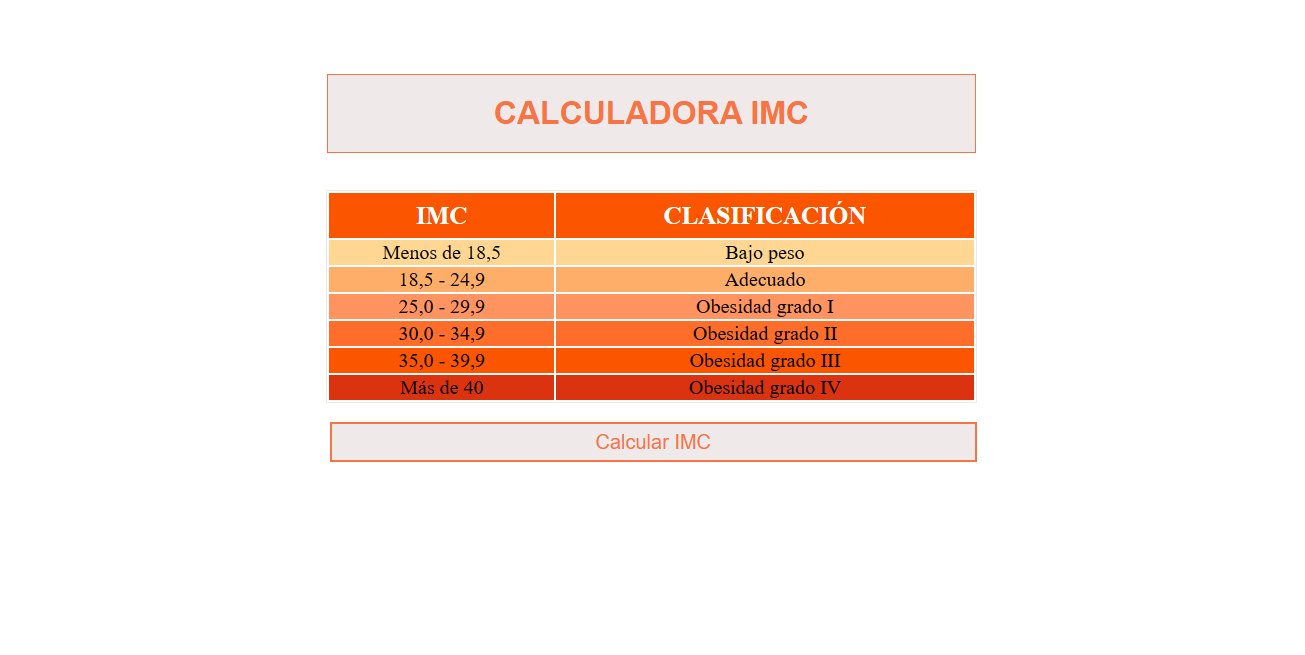 CALCULADORA IMC
IMC CLASIFICACIÓN
Menos de 18,5 Bajo peso
18,5 - 24,9 Adecuado
25,0 - 29,9 Obesidad grado I
30,0 - 34,9 Obesidad grado II
35,0 - 39,9 Obesidad grado III
Más de 40 Obesidad grado IV
Calcular IMC